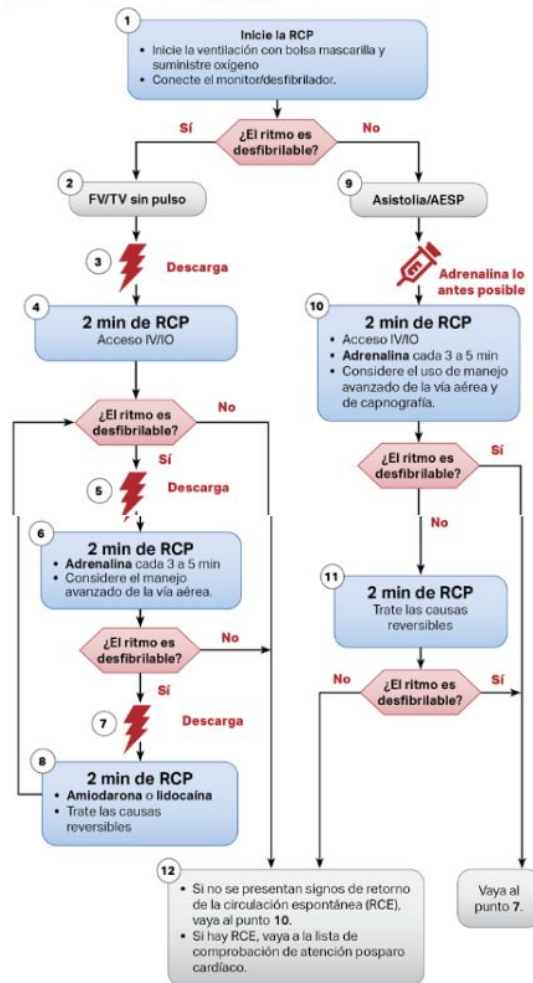 1
Inicie la RCP
• Inicie la ventilación con bolsa mascarilla y
suministre oxígeno
• Conecte el monitor/desfibrilador.
Sí
¿El ritmo es
desfibrilable?
No
2
FV/TV sin pulso
9
Asistolia/AESP
3
Descarga
Adrenalina lo
antes posible
4
2 min de RCP
Acceso IV/IO
10
2 min de RCP
• Acceso IV/IO
• Adrenalina cada 3 a 5 min
• Considere el uso de manejo
avanzado de la vía aérea y
de capnografía.
¿El ritmo es
desfibrilable?
No
Sí
5
Descarga
¿El ritmo es
desfibrilable?
Sí
No
6
2 min de RCP
• Adrenalina cada 3 a 5 min
• Considere el manejo
avanzado de la vía aérea.
11
2 min de RCP
Trate las causas
reversibles
¿El ritmo es
desfibrilable?
No
Sí
No
¿El ritmo es
desfibrilable?
Sí
7
Descarga
8
2 min de RCP
• Amiodarona o lidocaína
• Trate las causas
reversibles
12
• Si no se presentan signos de retorno
de la circulación espontánea (RCE),
vaya al punto 10.
• Si hay RCE, vaya a la lista de
comprobación de atención posparo
cardíaco.
Vaya al
punto 7.